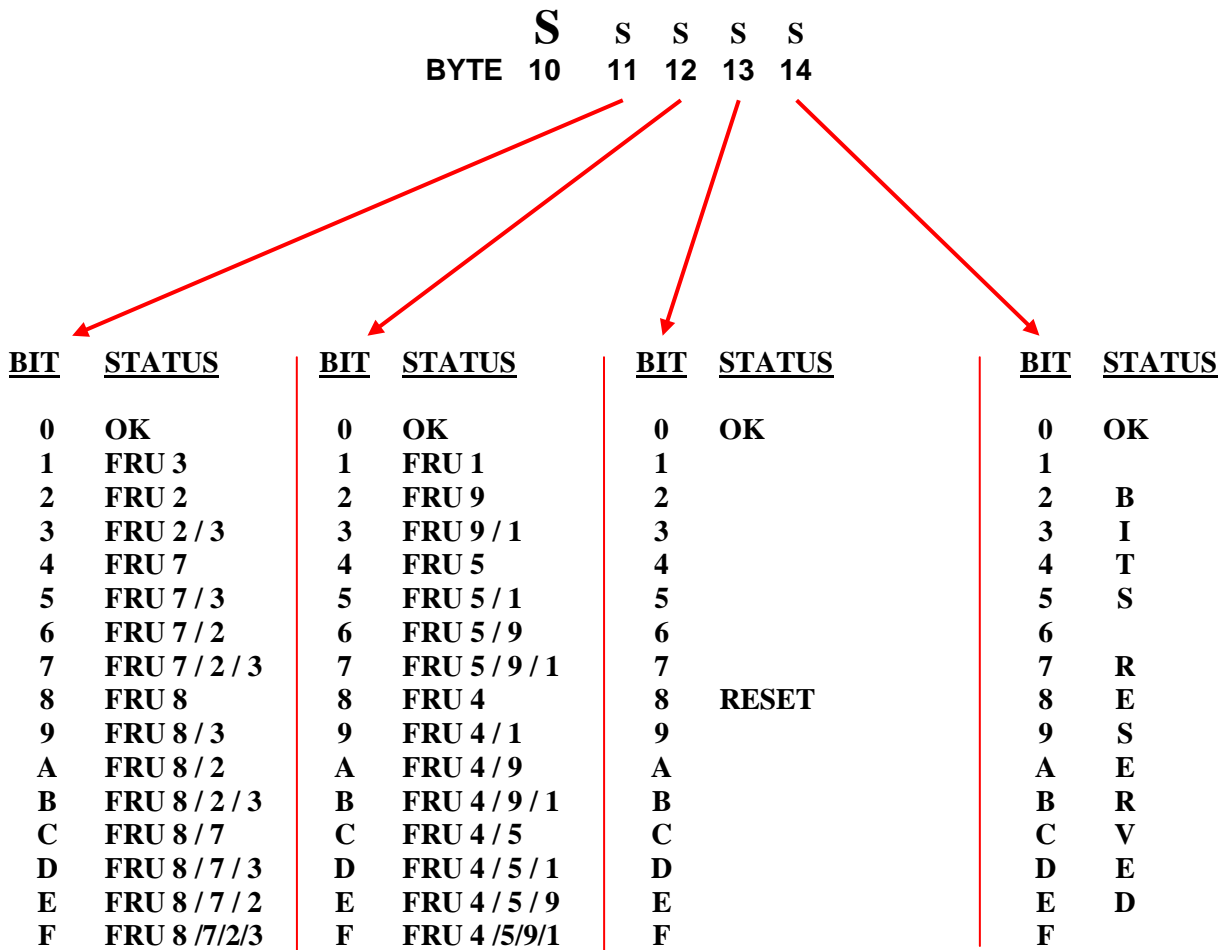 S S S S S
BYTE 10 11 12 13 14
BIT STATUS BIT STATUS BIT STATUS BIT STATUS
0 OK 0 OK 0 OK 0 OK
1 FRU 3 1 FRU 1 1 1
2 FRU 2 2 FRU 9 2 2 B
3 FRU 2 / 3 3 FRU 9 / 1 3 3 I
4 FRU 7 4 FRU 5 4 4 T
5 FRU 7 / 3 5 FRU 5 / 1 5 5 S
6 FRU 7 / 2 6 FRU 5 / 9 6 6
7 FRU 7 / 2 / 3 7 FRU 5 / 9 / 1 7 7 R
8 FRU 8 8 FRU 4 8 RESET 8 E
9 FRU 8 / 3 9 FRU 4 / 1 9 9 S
A FRU 8 / 2 A FRU 4 / 9 A A E
B FRU 8 / 2 / 3 B FRU 4 / 9 / 1 B B R
C FRU 8 / 7 C FRU 4 / 5 C C V
D FRU 8 / 7 / 3 D FRU 4 / 5 / 1 D D E
E FRU 8 / 7 / 2 E FRU 4 / 5 / 9 E E D
F FRU 8 /7/2/3 F FRU 4 /5/9/1 F F